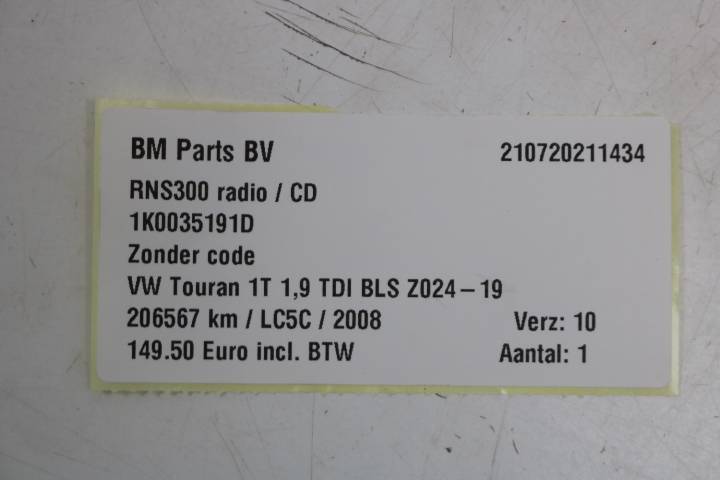 BM Parts BV 210720211434
RNS300 radio / CD
1K0035191D
Zonder code
VW Touran 1T 1,9 TDI BLS Z024 – 19
206567 km / LC5C / 2008 Verz: 10
149.50 Euro incl. BTW Aantal: 1